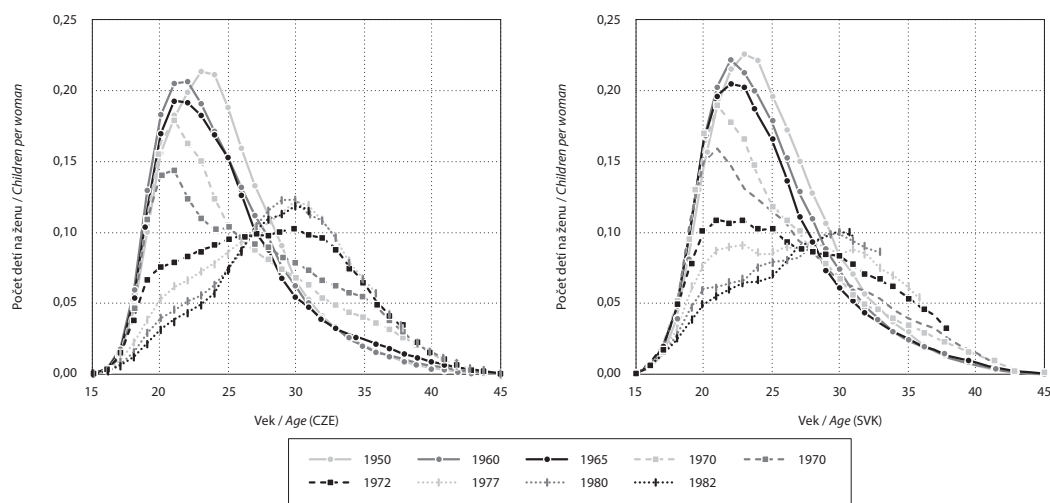 Počet detí na ženu / Children per woman
0,25
0,20
0,15
0,10
0,05
0,00
15 20 25 30 35 40 45
Vek / Age (CZE)
Počet detí na ženu / Children per woman
0,25
0,20
0,15
0,10
0,05
0,00
15 20 25 30 35 40 45
Vek / Age (SVK)
1950 1960 1965 1970 1970
1972 1977 1980 1982